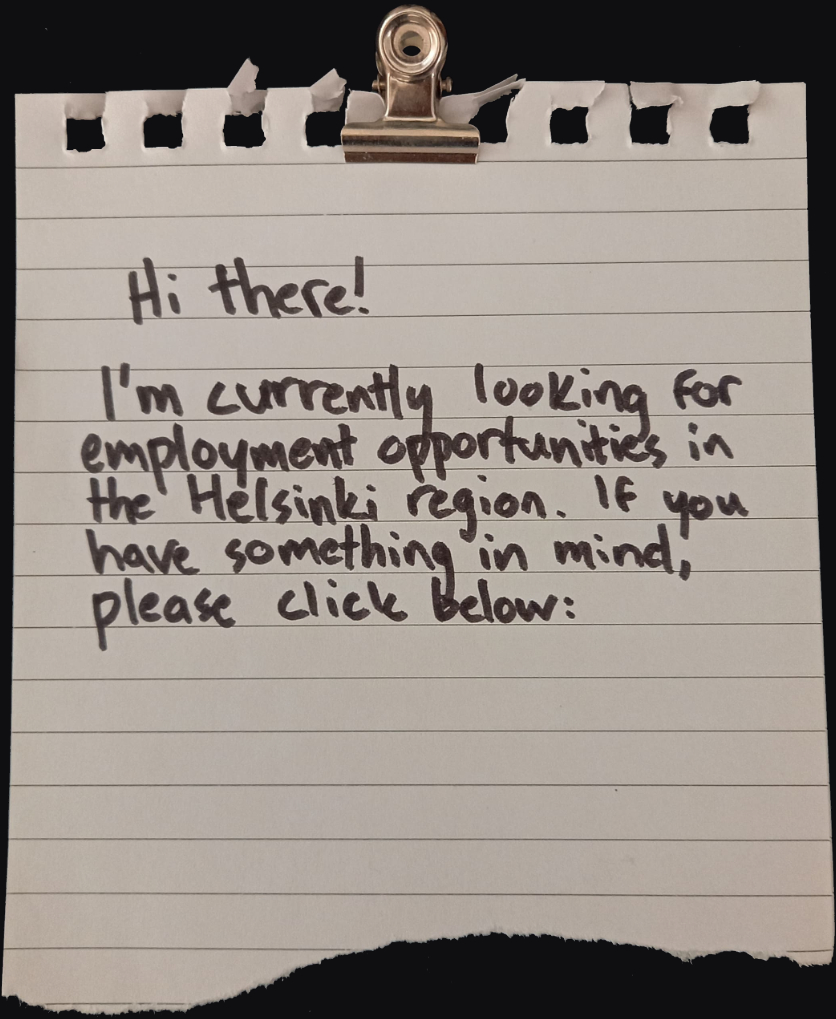 Hi there!
I'm currently looking for
employment opportunities in
the Helsinki region. If you
have something in mind,
please click below: